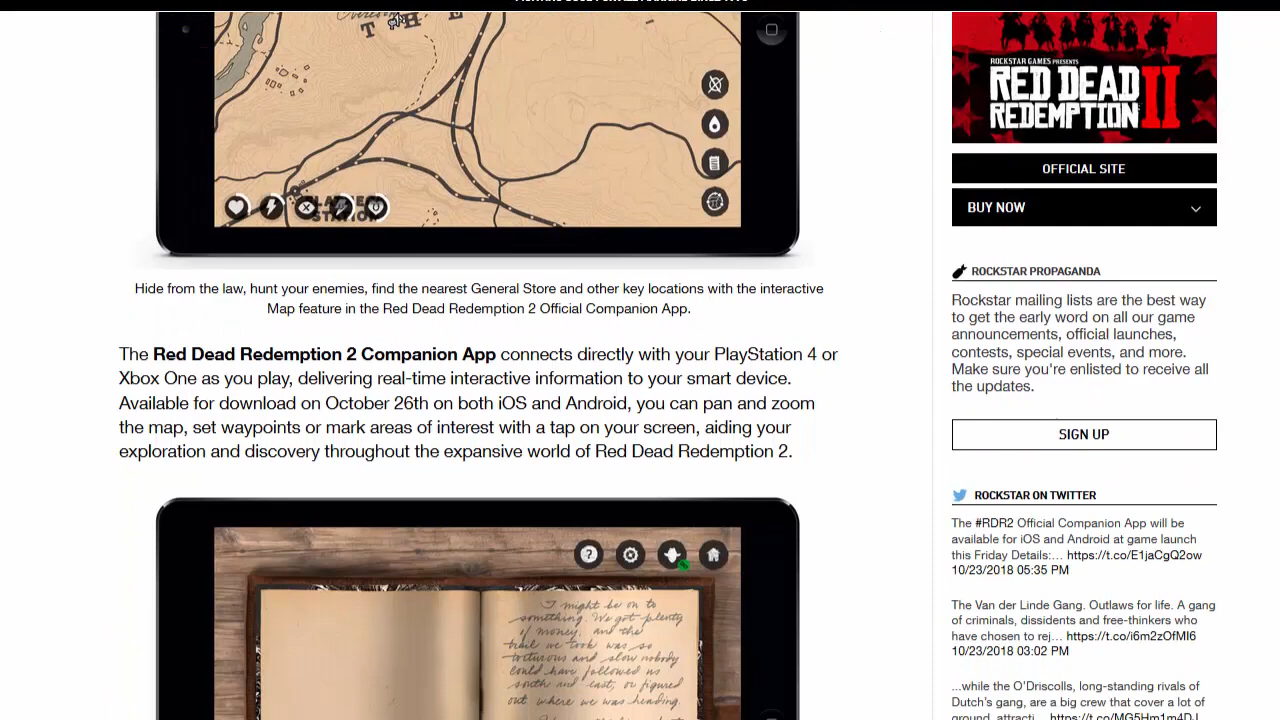 T H E
STATION
Hide from the law, hunt your enemies, find the nearest General Store and other key locations with the interactive
Map feature in the Red Dead Redemption 2 Official Companion App.
The Red Dead Redemption 2 Companion App connects directly with your PlayStation 4 or
Xbox One as you play, delivering real-time interactive information to your smart device.
Available for download on October 26th on both iOS and Android, you can pan and zoom
the map, set waypoints or mark areas of interest with a tap on your screen, aiding your
exploration and discovery throughout the expansive world of Red Dead Redemption 2.
?
I might be on to
something. We got plenty
of money, and the
trail we took was so
torturous and slow nobody
could have followed us
south and east, or figured
out where we was heading.
ROCKSTAR GAMES PRESENTS
RED DEAD
REDEMPTION II
OFFICIAL SITE
BUY NOW
ROCKSTAR PROPAGANDA
Rockstar mailing lists are the best way
to get the early word on all our game
announcements, official launches,
contests, special events, and more.
Make sure you're enlisted to receive all
the updates.
SIGN UP
ROCKSTAR ON TWITTER
The #RDR2 Official Companion App will be
available for iOS and Android at game launch
this Friday Details:… https://t.co/E1jaCgQ2ow
10/23/2018 05:35 PM
The Van der Linde Gang. Outlaws for life. A gang
of criminals, dissidents and free-thinkers who
have chosen to rej… https://t.co/i6m2zOfMI6
10/23/2018 03:02 PM
...while the O'Driscolls, long-standing rivals of
Dutch's gang, are a big crew that cover a lot of
ground, attracti… https://t.co/MG5Hm1m4DJ